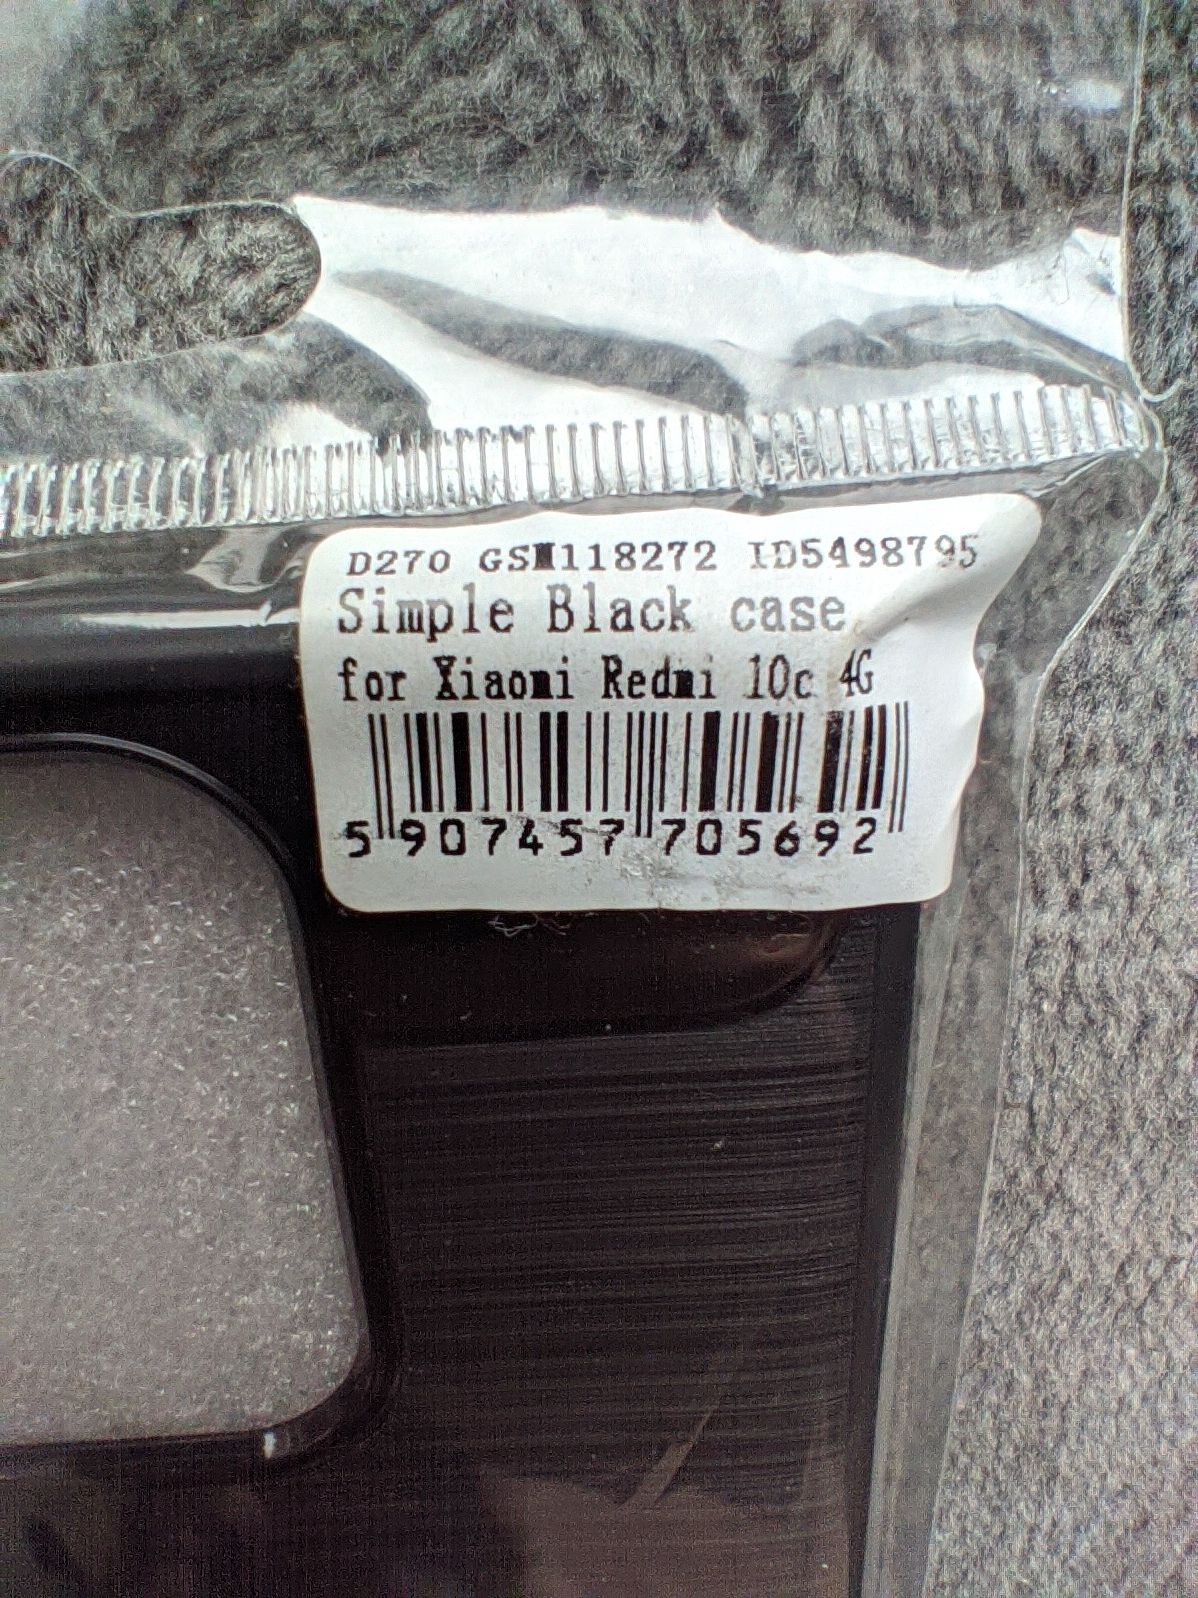 D270 GSM118272 ID5498795
Simple Black case
for Xiaomi Redmi 10c 4G
5 907457 705692